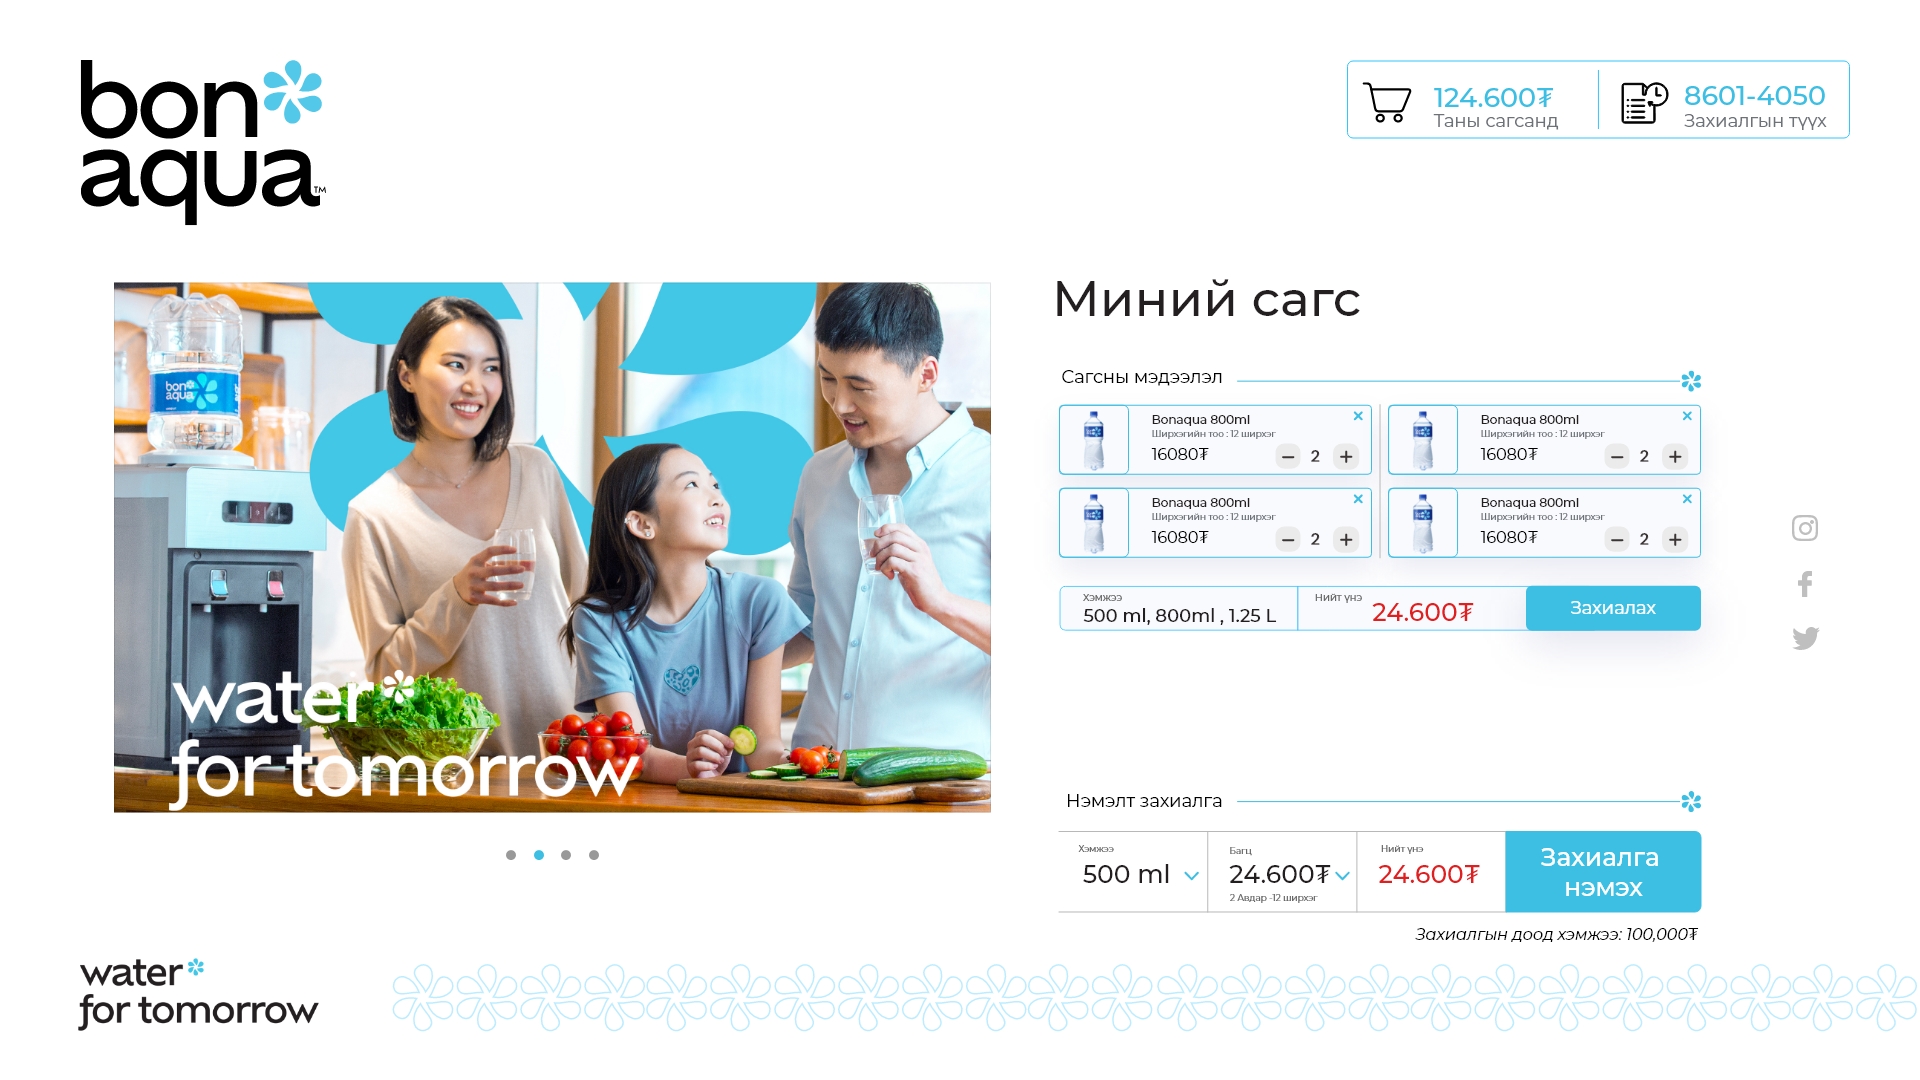 bon
aqua™
124.600₮
Таны сагсанд
8601-4050
Захиалгын түүх
bon
aqua
water
for tomorrow
Миний сагс
Сагсны мэдээлэл
Bonaqua 800ml
Ширхэгийн тоо : 12 ширхэг
16080₮
2
Bonaqua 800ml
Ширхэгийн тоо : 12 ширхэг
16080₮
2
Bonaqua 800ml
Ширхэгийн тоо : 12 ширхэг
16080₮
2
Bonaqua 800ml
Ширхэгийн тоо : 12 ширхэг
16080₮
2
Хэмжээ
500 ml, 800ml , 1.25 L
Нийт үнэ
24.600₮
Захиалах
Нэмэлт захиалга
Хэмжээ
500 ml
Багц
24.600₮
2 Авдар -12 ширхэг
Нийт үнэ
24.600₮
Захиалга
нэмэх
Захиалгын доод хэмжээ: 100,000₮
water
for tomorrow